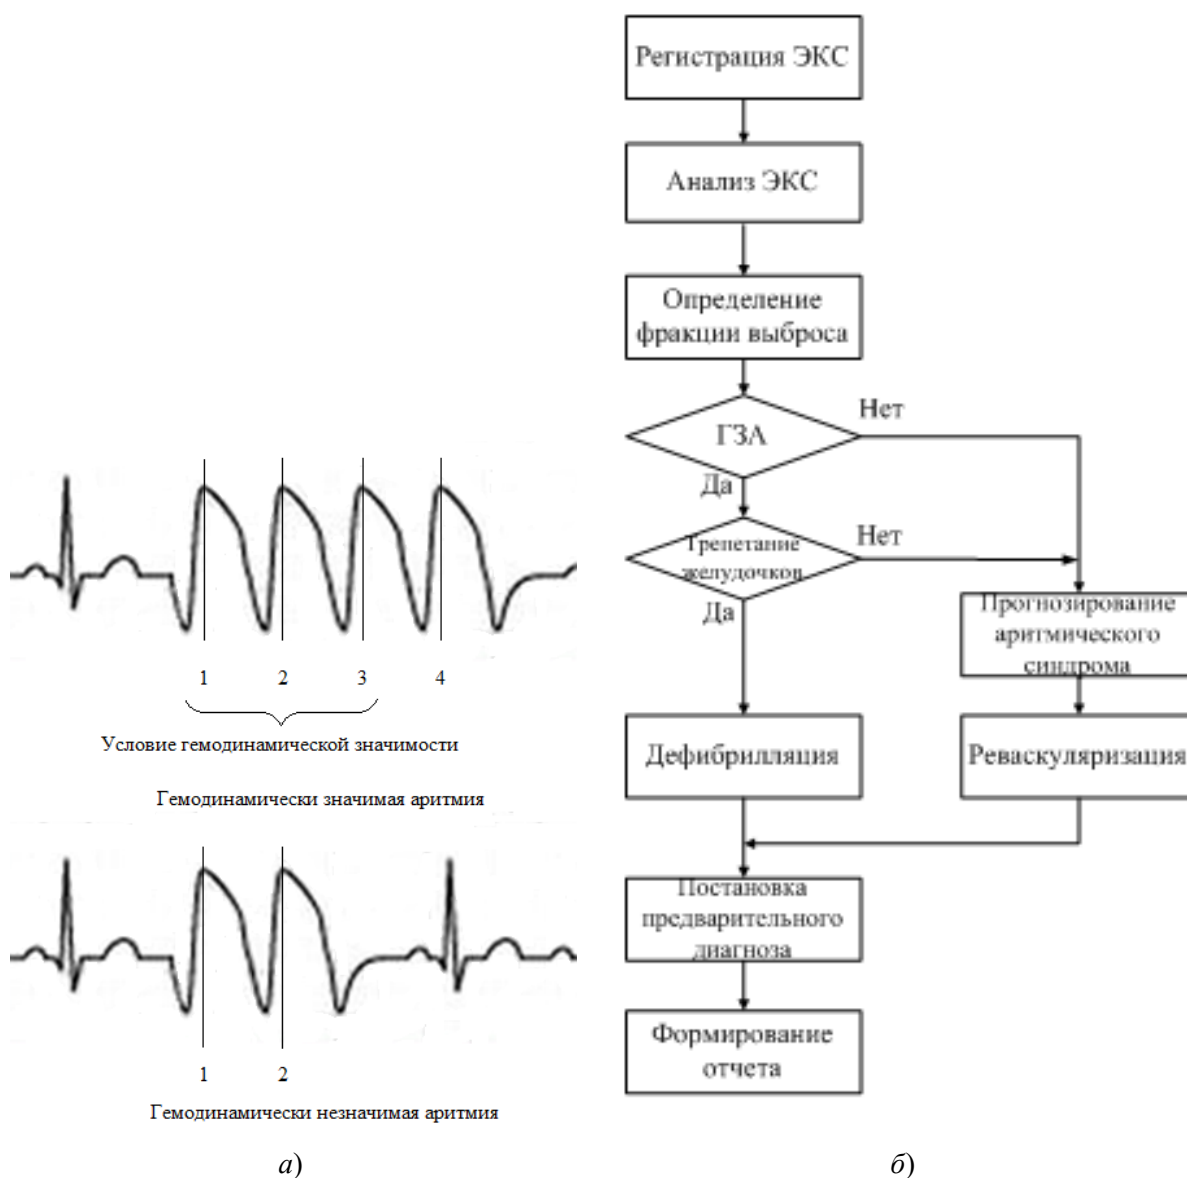 1 2 3 4
Условие гемодинамической значимости
Гемодинамически значимая аритмия
1 2
Гемодинамически незначимая аритмия
а)
Регистрация ЭКС
Анализ ЭКС
Определение
фракции выброса
ГЗА
Нет
Да
Трепетание
желудочков
Нет
Да
Прогнозирование
аритмического
синдрома
Дефибрилляция
Реваскуляризация
Постановка
предварительного
диагноза
Формирование
отчета
б)